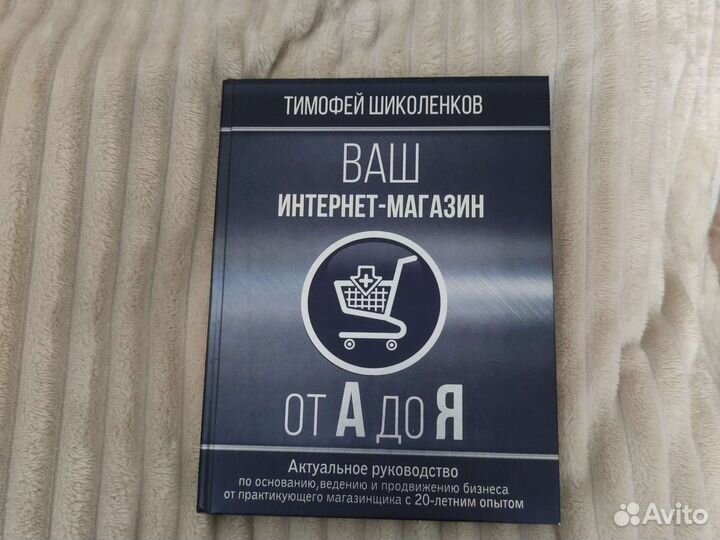 ТИМОФЕЙ ШИКОЛЕНКОВ
ВАШ
ИНТЕРНЕТ-МАГАЗИН
ОТ А ДО Я
Актуальное руководство
по основанию, ведению и продвижению бизнеса
от практикующего магазинщика с 20-летним опытом
Avito